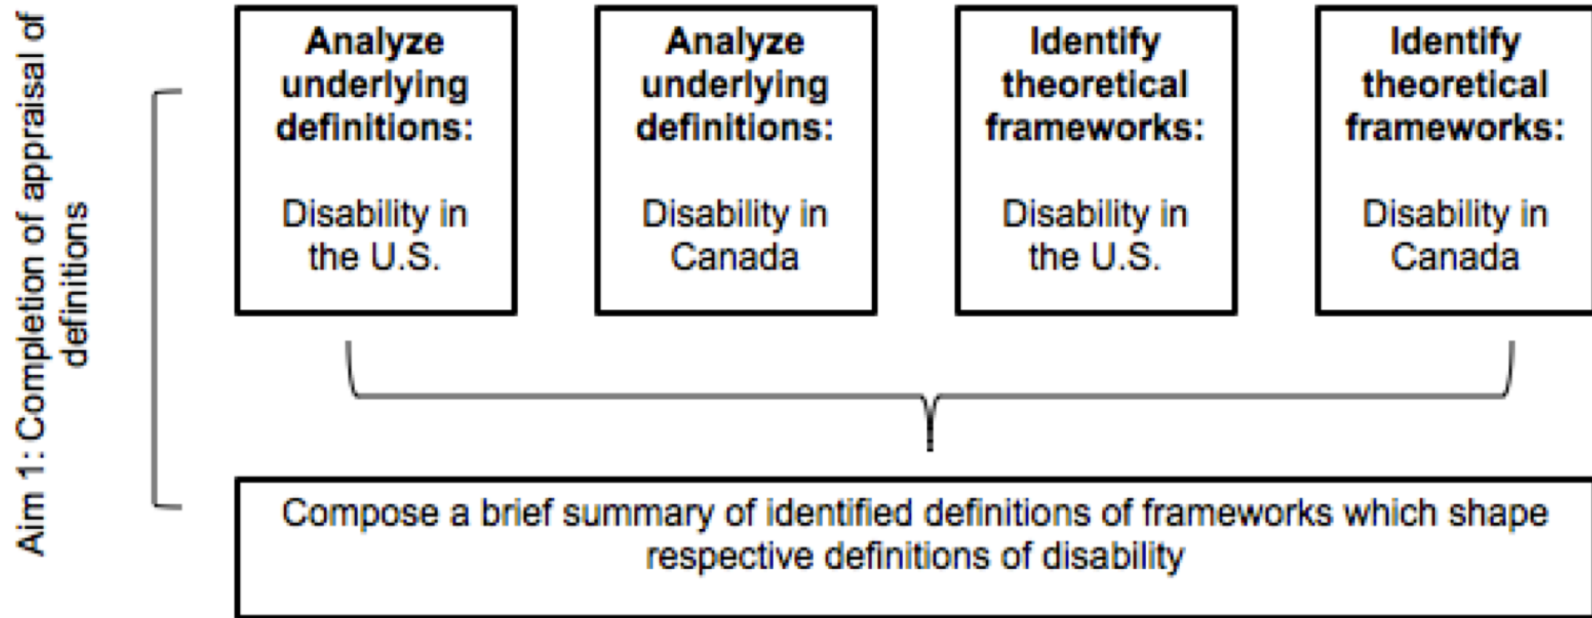 Aim 1: Completion of appraisal of
definitions
Analyze
underlying
definitions:
Disability in
the U.S.
Analyze
underlying
definitions:
Disability in
Canada
Identify
theoretical
frameworks:
Disability in
the U.S.
Identify
theoretical
frameworks:
Disability in
Canada
Compose a brief summary of identified definitions of frameworks which shape
respective definitions of disability